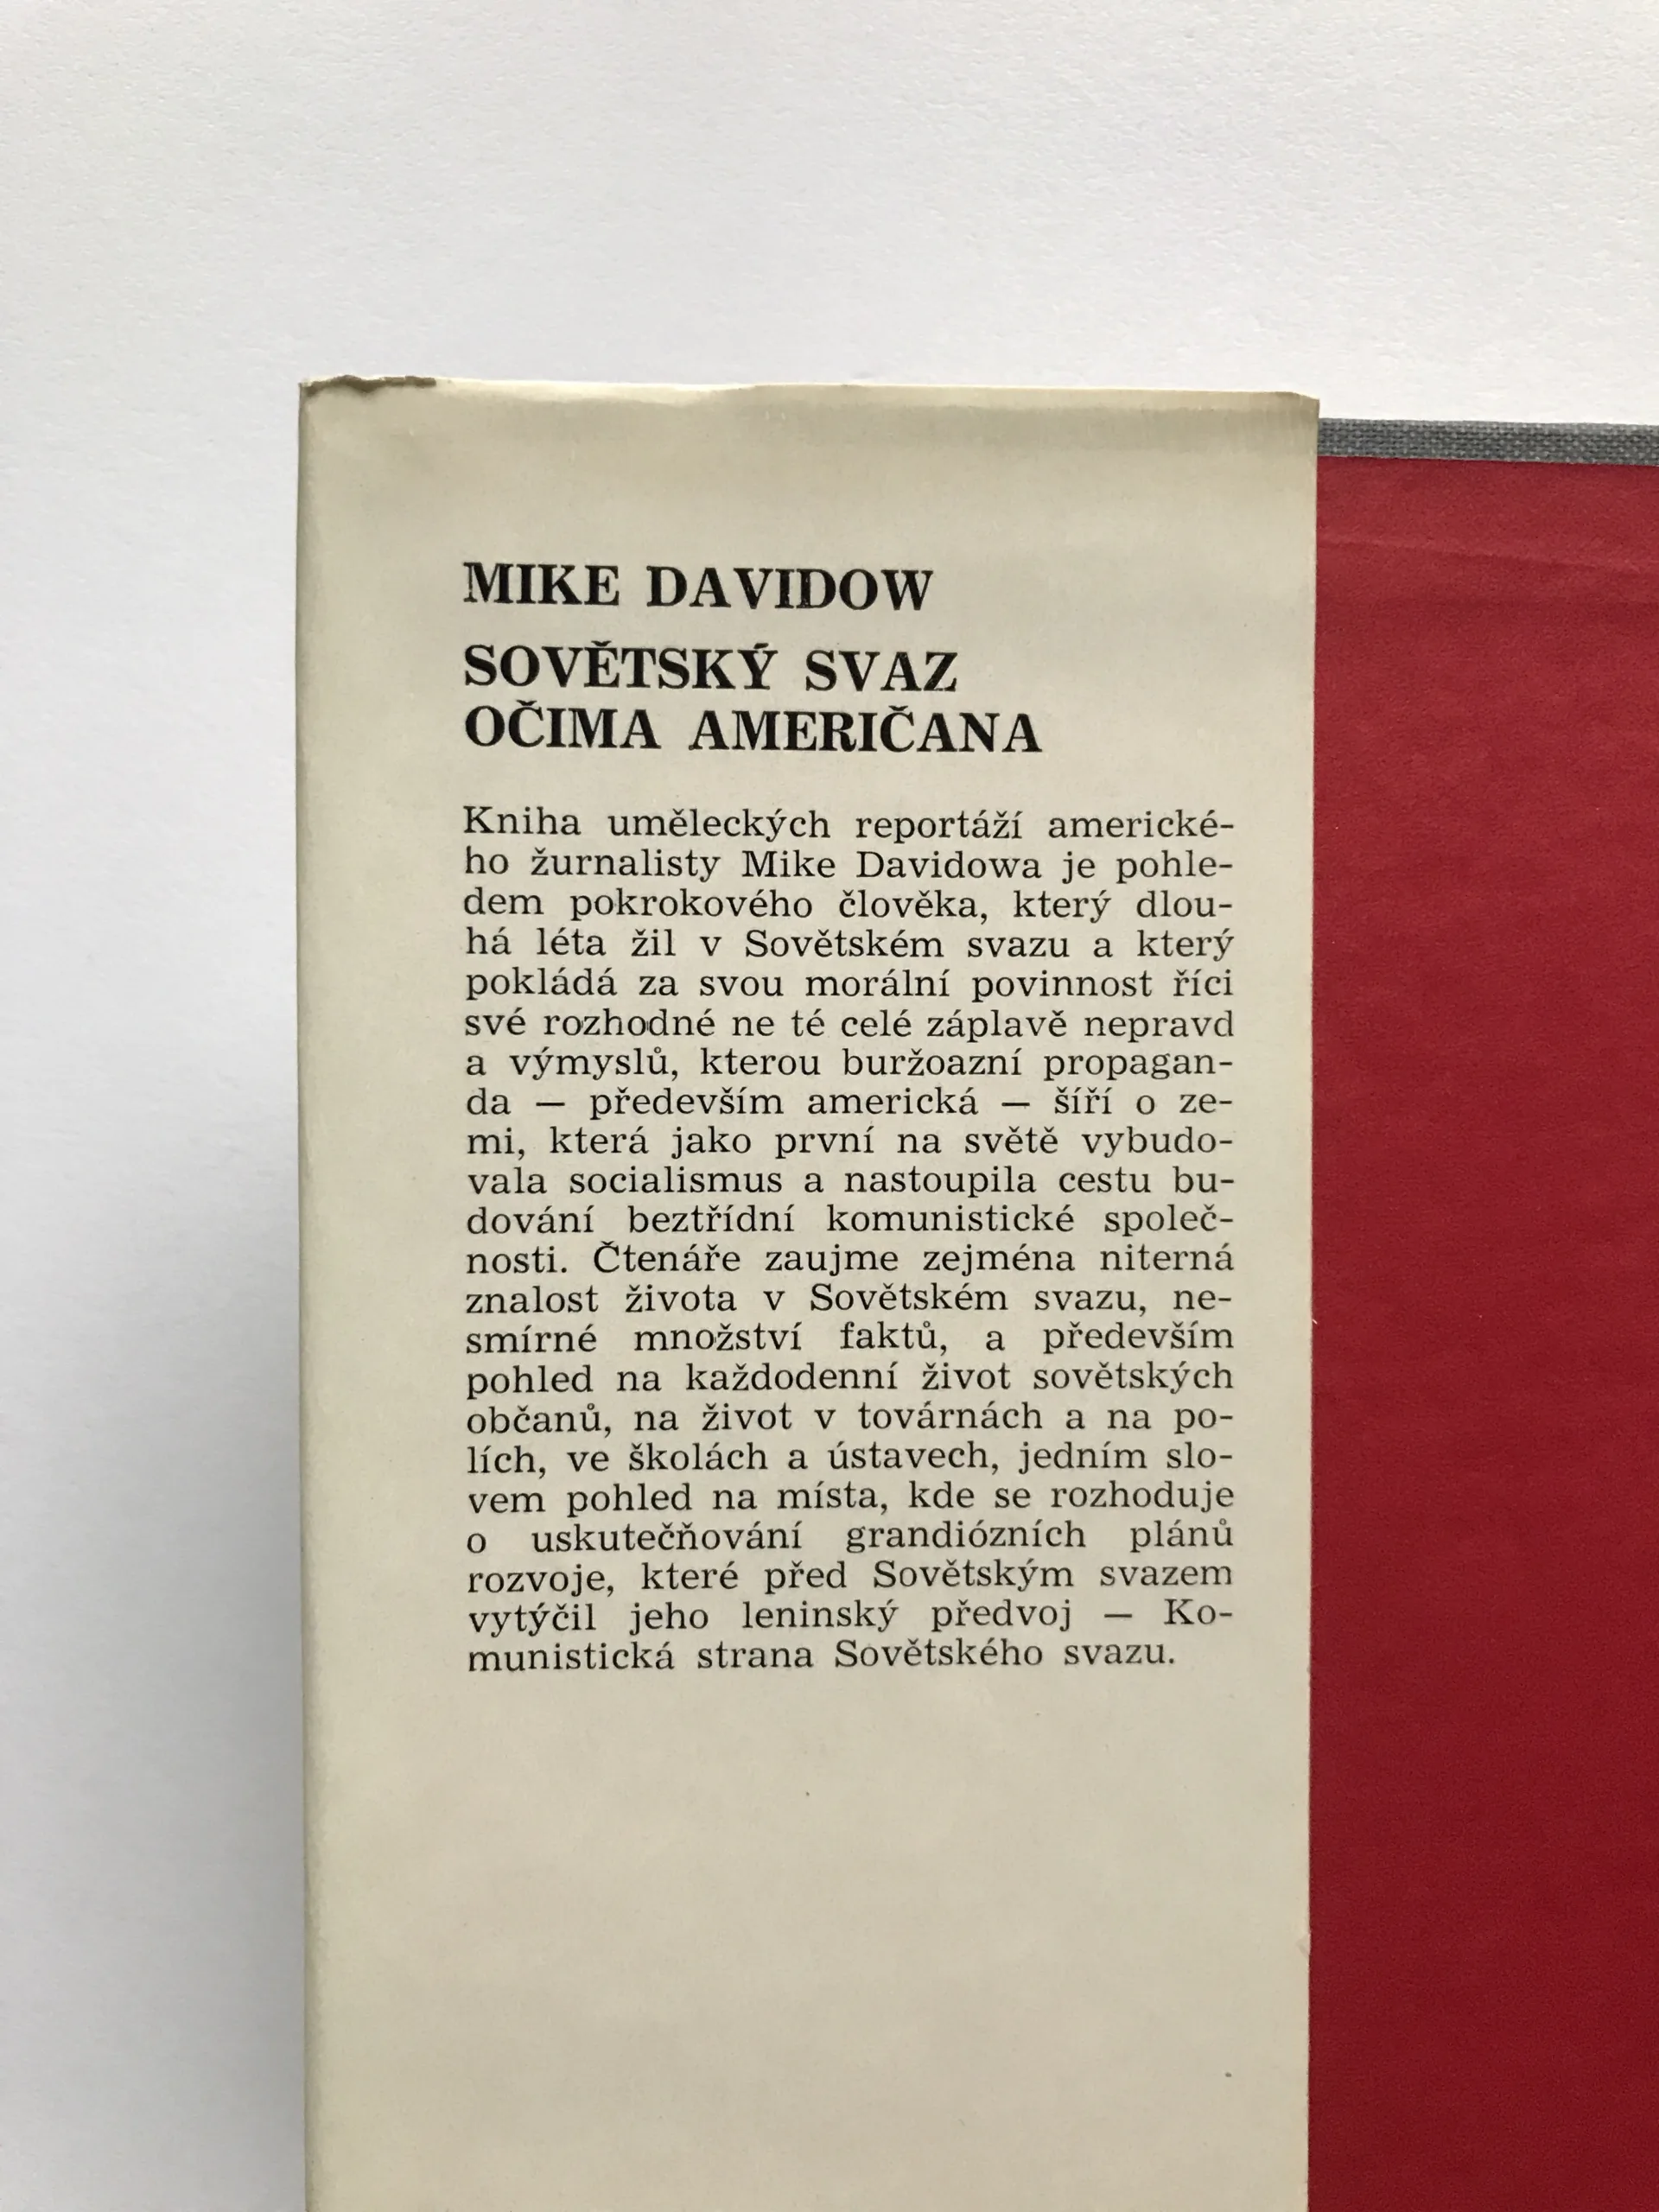 MIKE DAVIDOW
SOVĚTSKÝ SVAZ
OČIMA AMERIČANA
Kniha uměleckých reportáží americké-
ho žurnalisty Mike Davidowa je pohle-
dem pokrokového člověka, který dlou-
há léta žil v Sovětském svazu a který
pokládá za svou morální povinnost říci
své rozhodné ne té celé záplavě nepravd
a výmyslů, kterou buržoazní propagan-
da — především americká — šíří o ze-
mi, která jako první na světě vybudo-
vala socialismus a nastoupila cestu bu-
dování beztřídní komunistické společ-
nosti. Čtenáře zaujme zejména niterná
znalost života v Sovětském svazu, ne-
smírné množství faktů, a především
pohled na každodenní život sovětských
občanů, na život v továrnách a na po-
lích, ve školách a ústavech, jedním slo-
vem pohled na místa, kde se rozhoduje
o uskutečňování grandiózních plánů
rozvoje, které před Sovětským svazem
vytýčil jeho leninský předvoj — Ko-
munistická strana Sovětského svazu.